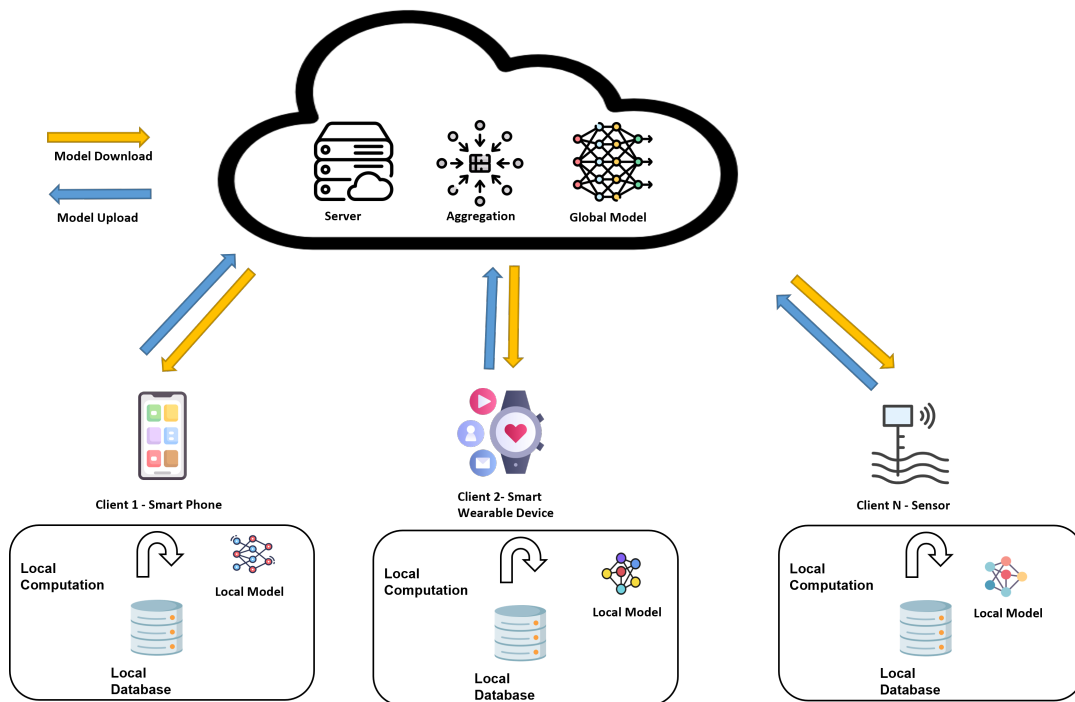 Model Download
Model Upload
Server
Aggregation
Global Model
Client 1 - Smart Phone
Client 2- Smart
Wearable Device
Client N - Sensor
Local
Computation
Local Model
Local
Database
Local
Computation
Local Model
Local
Database
Local
Computation
Local Model
Local
Database